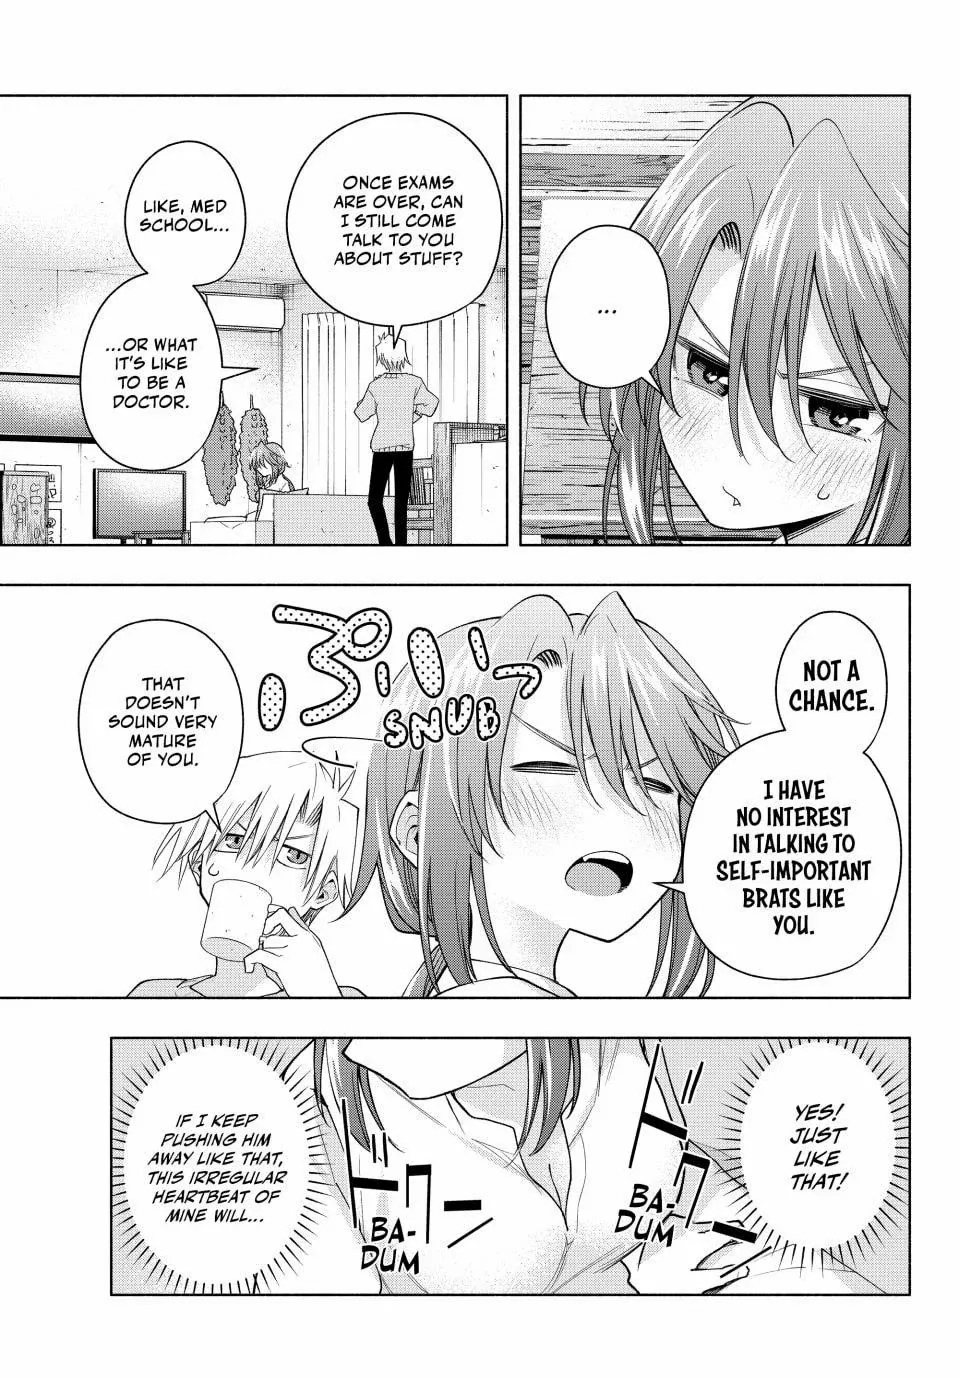 ...
ONCE EXAMS
ARE OVER, CAN
I STILL COME
TALK TO YOU
ABOUT STUFF?
LIKE, MED
SCHOOL...
...OR WHAT
IT'S LIKE
TO BE A
DOCTOR.
NOT A
CHANCE.
I HAVE
NO INTEREST
IN TALKING TO
SELF-IMPORTANT
BRATS LIKE
YOU.
ぷいっ
SNUB
THAT
DOESN'T
SOUND VERY
MATURE
OF YOU.
YES!
JUST
LIKE
THAT!
BA-
DUM
BA-
DUM
IF I KEEP
PUSHING HIM
AWAY LIKE THAT,
THIS IRREGULAR
HEARTBEAT OF
MINE WILL...